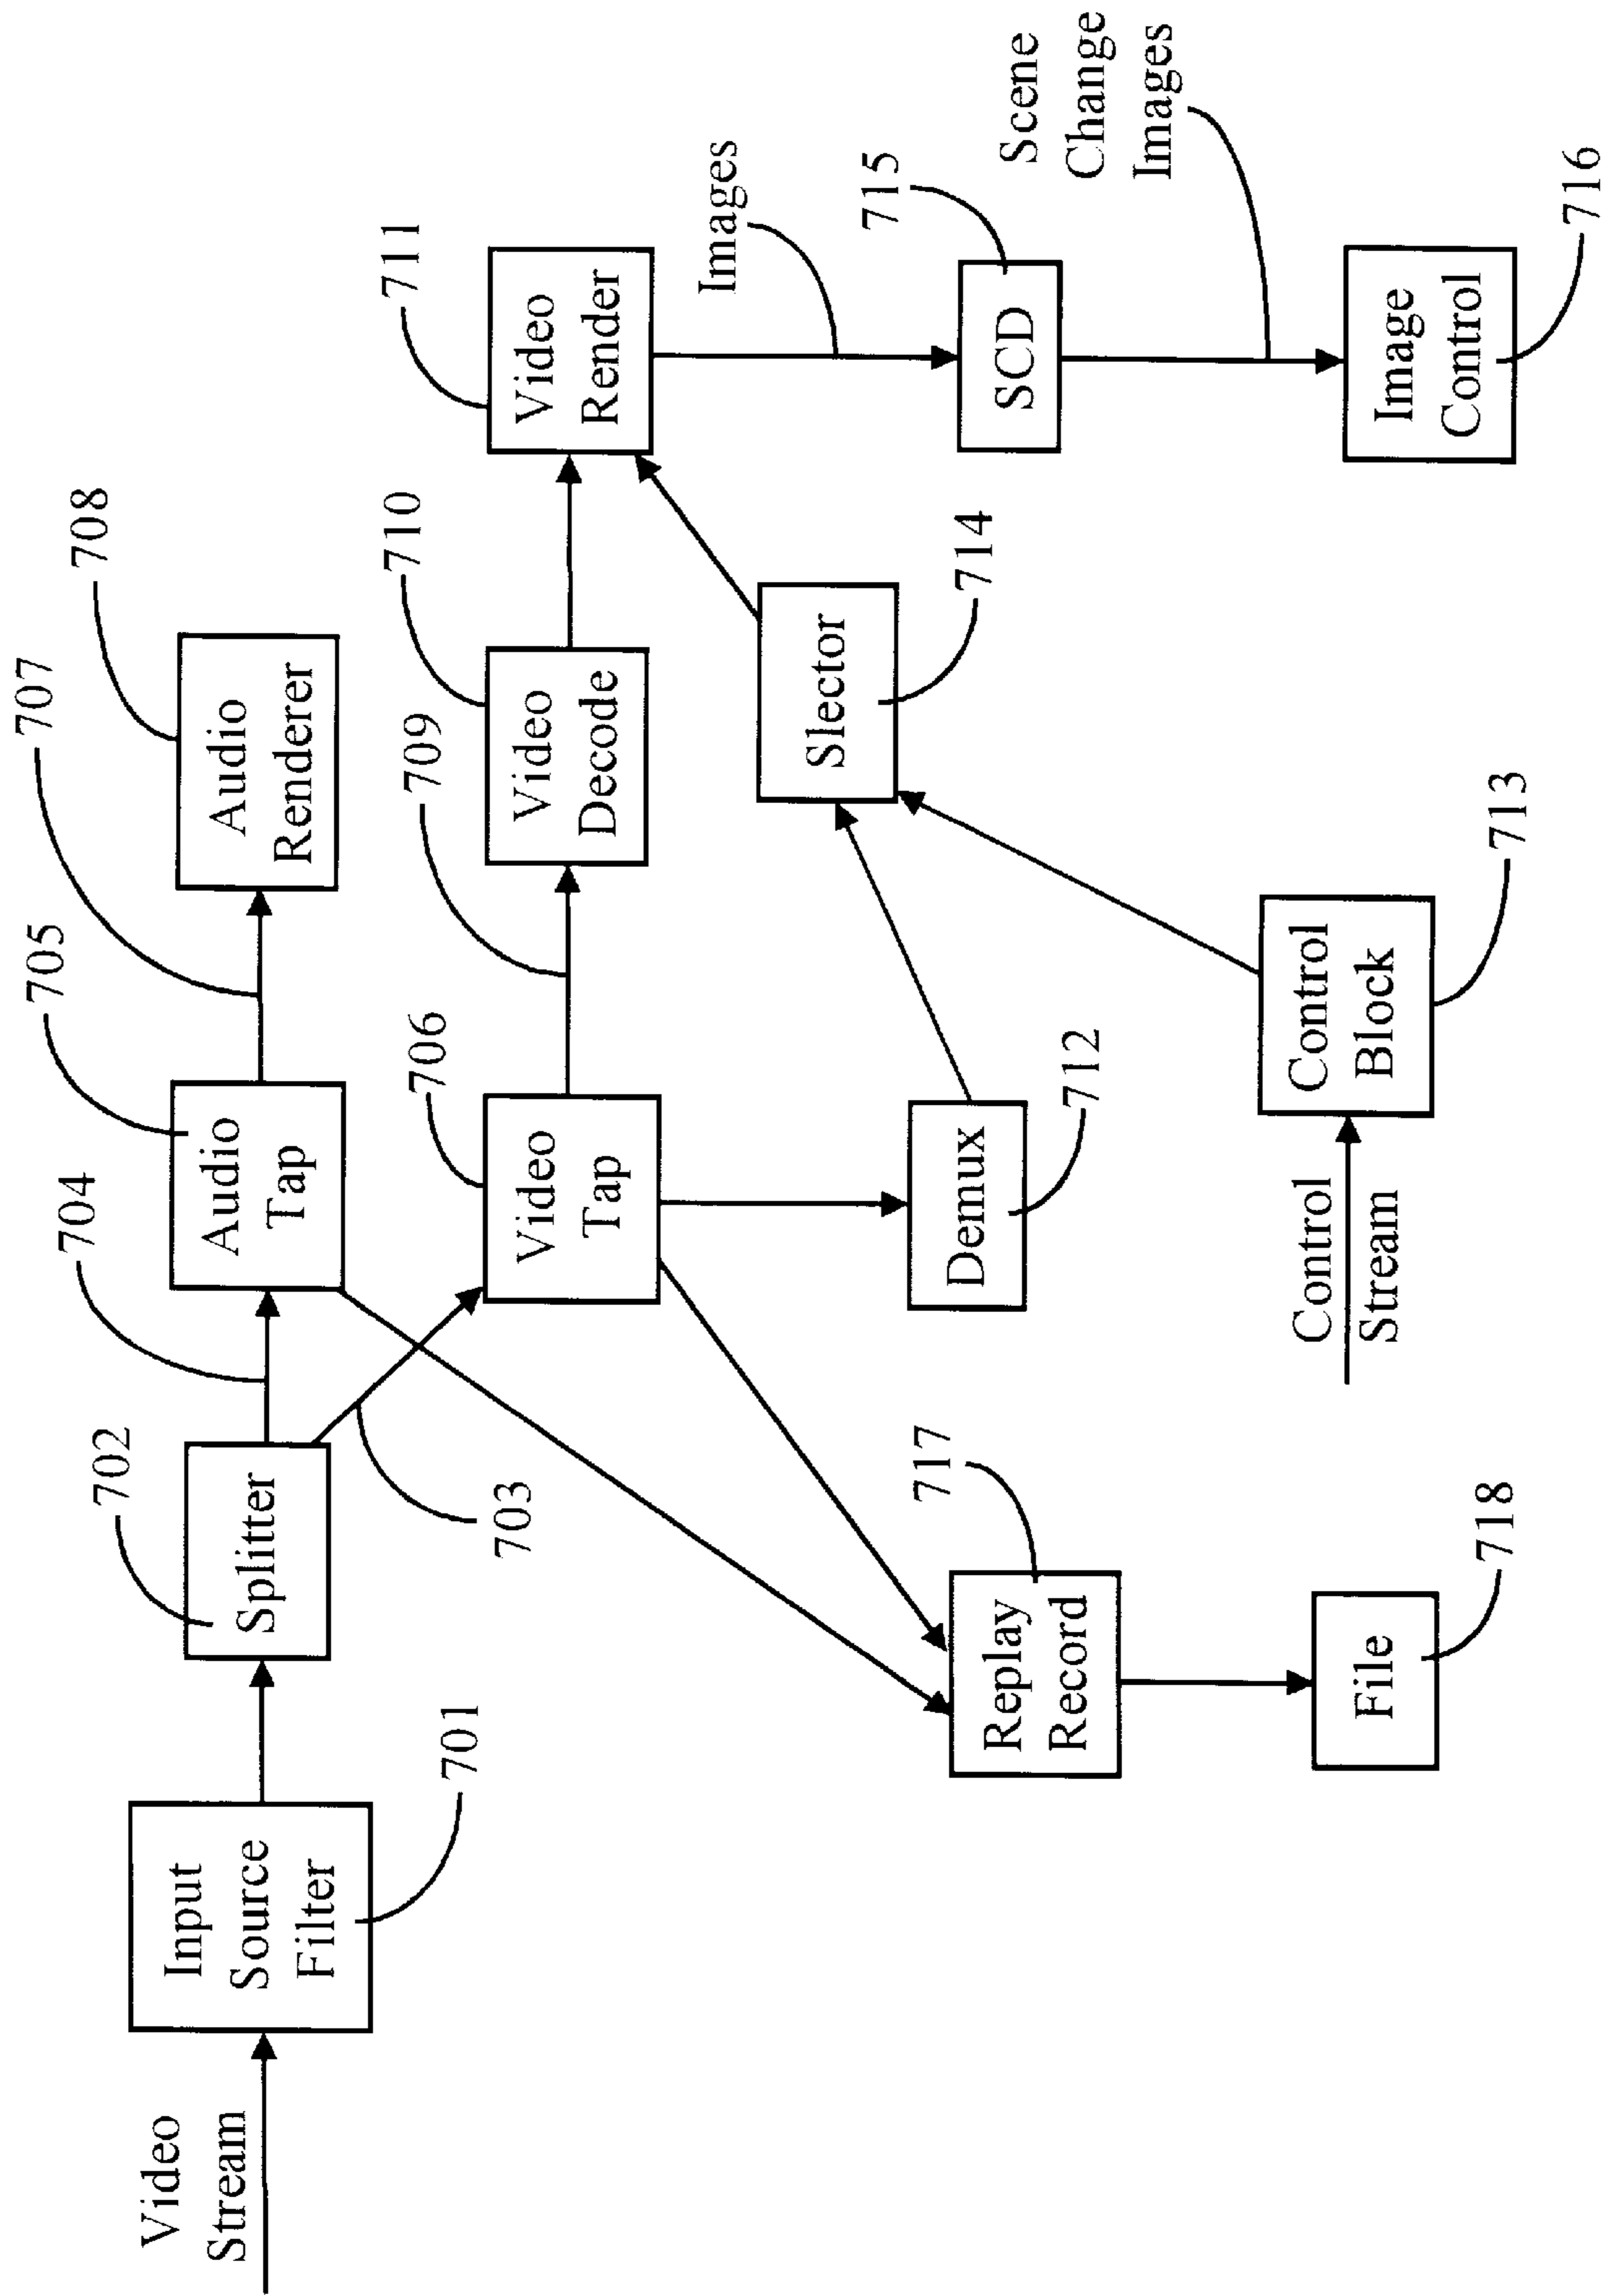 Video
Stream
Input
Source
Filter
701
Splitter
702
703
704
Audio
Tap
705
707
Audio
Renderer
708
Video
Tap
706
709
Video
Decode
710
Video
Render
711
Images
SCD
715
Scene
Change
Images
Image
Control
716
Slector
714
Demux
712
Control
Stream
Control
Block
713
Replay
Record
717
File
718